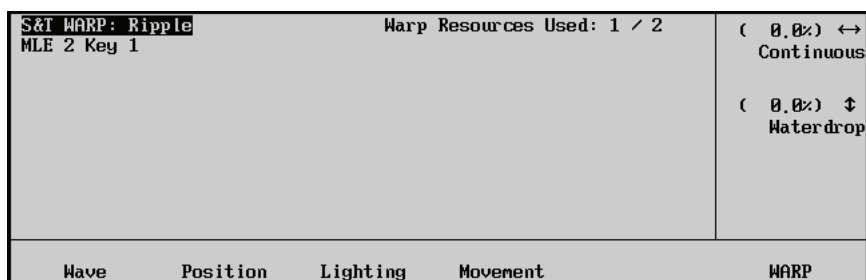 S&T WARP: Ripple Warp Resources Used: 1 / 2
MLE 2 Key 1
( 0.0%) ↔
Continuous
( 0.0%) ↕
Waterdrop
Wave Position Lighting Movement WARP